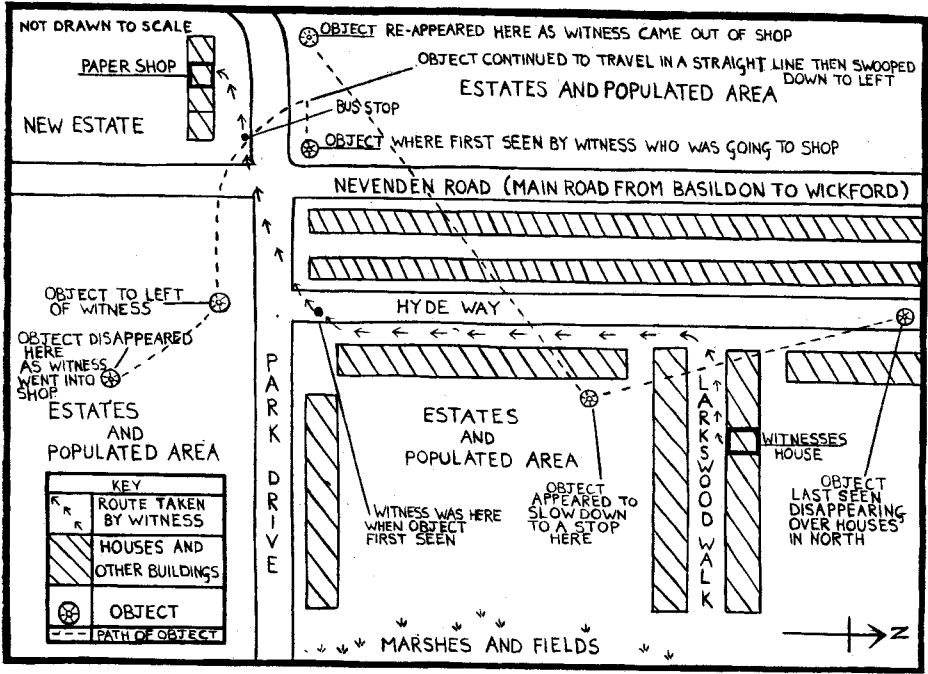 NOT DRAWN TO SCALE
PAPER SHOP
NEW ESTATE
OBJECT RE-APPEARED HERE AS WITNESS CAME OUT OF SHOP
OBJECT CONTINUED TO TRAVEL IN A STRAIGHT LINE THEN SWOOPED
DOWN TO LEFT
ESTATES AND POPULATED AREA
BUS STOP
OBJECT WHERE FIRST SEEN BY WITNESS WHO WAS GOING TO SHOP
NEVENDEN ROAD (MAIN ROAD FROM BASILDON TO WICKFORD)
OBJECT TO LEFT
OF WITNESS
HYDE WAY
OBJECT DISAPPEARED
HERE
AS WITNESS
WENT INTO
SHOP
ESTATES
AND
POPULATED AREA
PARK DRIVE
ESTATES
AND
POPULATED AREA
LARKSWOOD WALK
WITNESSES
HOUSE
WITNESS WAS HERE
WHEN OBJECT
FIRST SEEN
OBJECT
APPEARED TO
SLOW DOWN
TO A STOP
HERE
OBJECT
LAST SEEN
DISAPPEARING
OVER HOUSES
IN NORTH
KEY
ROUTE TAKEN
BY WITNESS
HOUSES AND
OTHER BUILDINGS
OBJECT
PATH OF OBJECT
MARSHES AND FIELDS
N